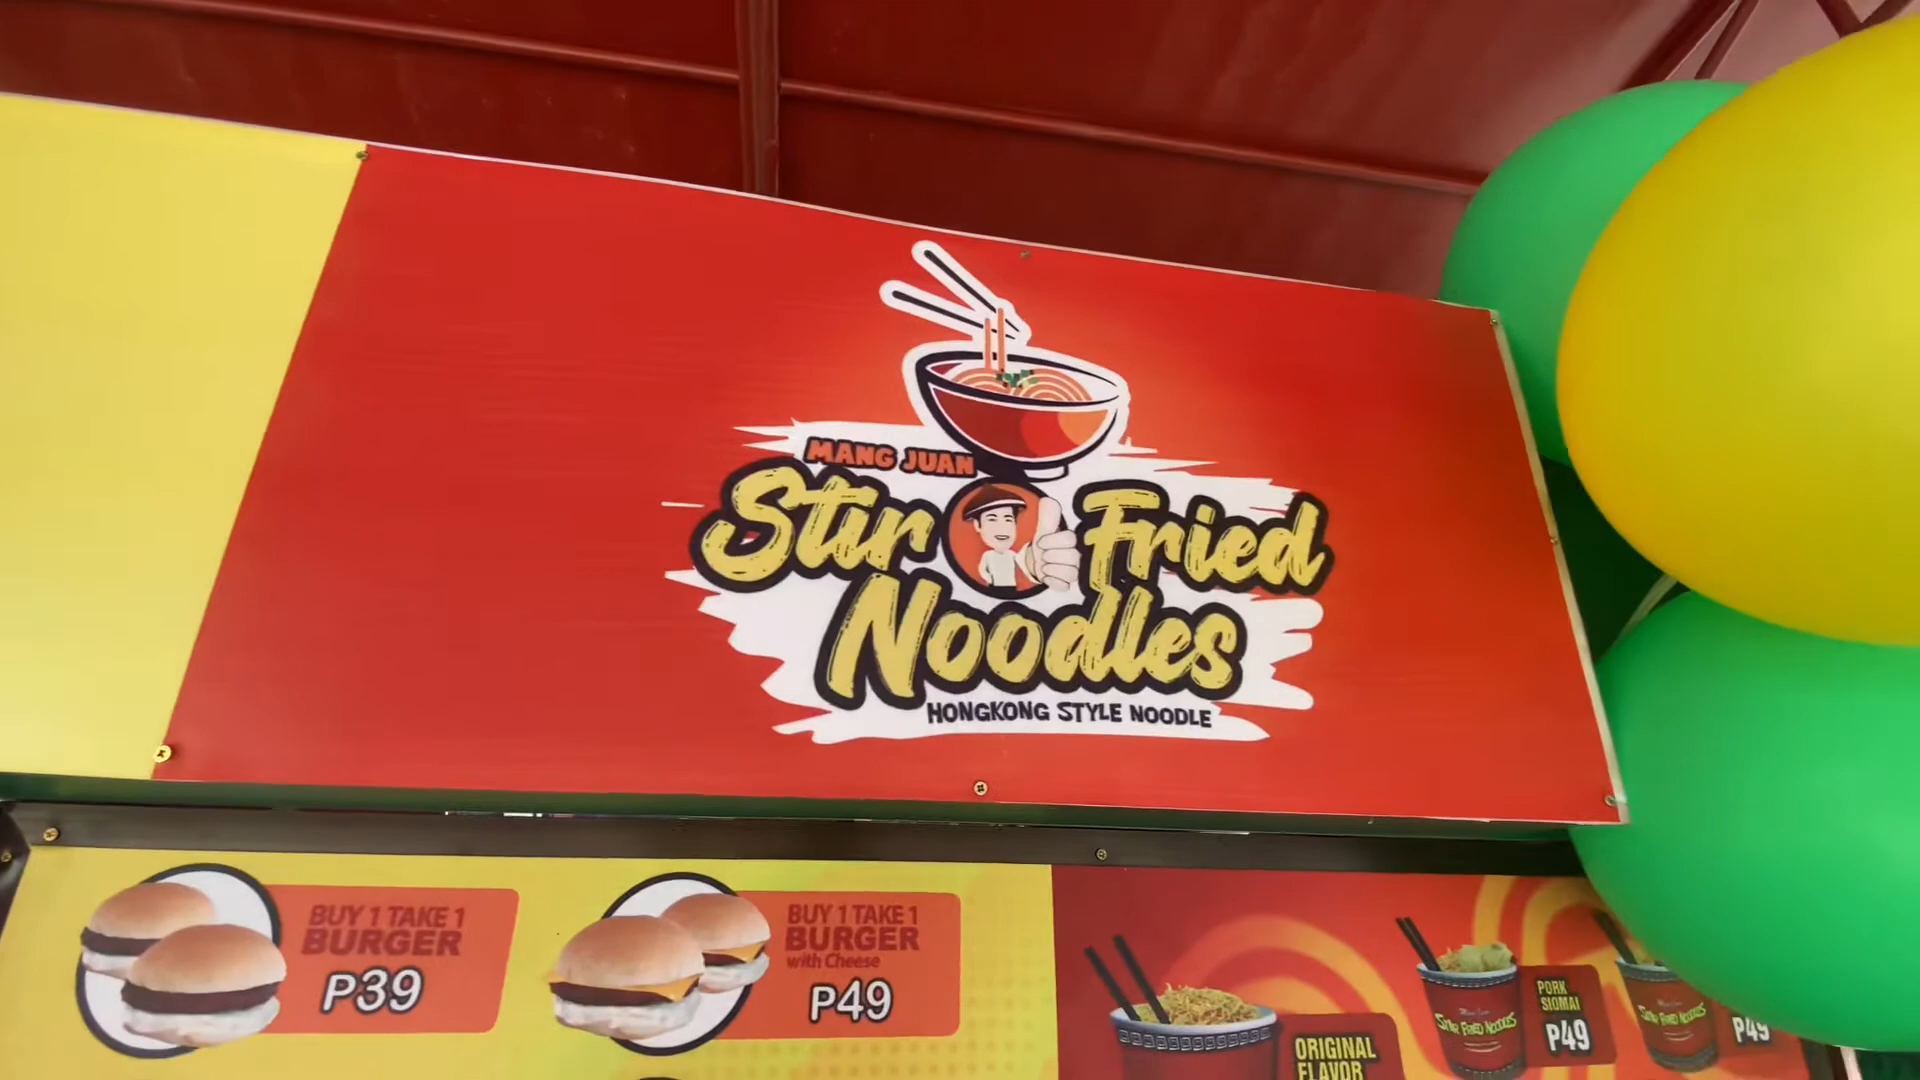 MANG JUAN
Stir Fried
Noodles
HONGKONG STYLE NOODLE
BUY 1 TAKE 1
BURGER
P39
BUY 1 TAKE 1
BURGER
with Cheese
P49
ORIGINAL
FLAVOR
STIR FRIED NOODLES
PORK
SIOMAI
P49
STIR FRIED NOODLES
P49